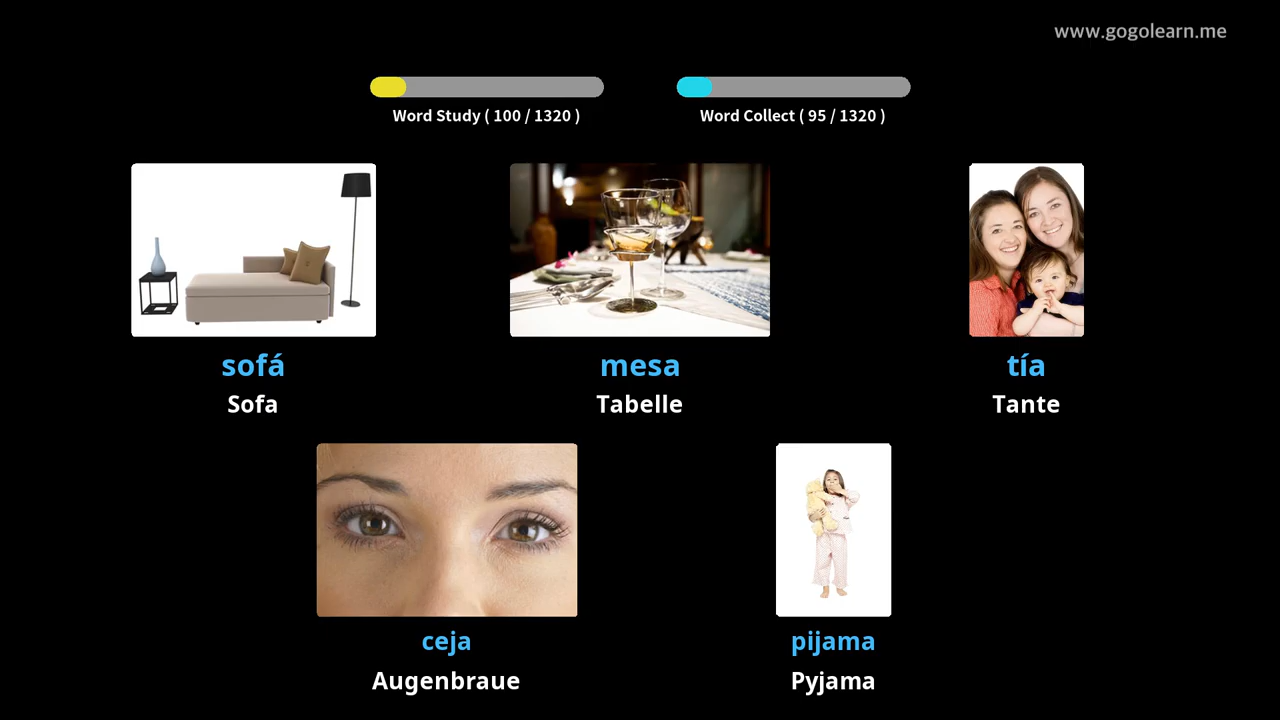 www.gogolearn.me
Word Study ( 100 / 1320 )
Word Collect ( 95 / 1320 )
sofá
Sofa
mesa
Tabelle
tía
Tante
ceja
Augenbraue
pijama
Pyjama